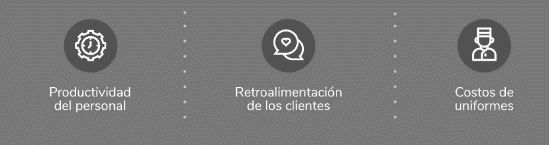 Productividad
del personal
Retroalimentación
de los clientes
Costos de
uniformes